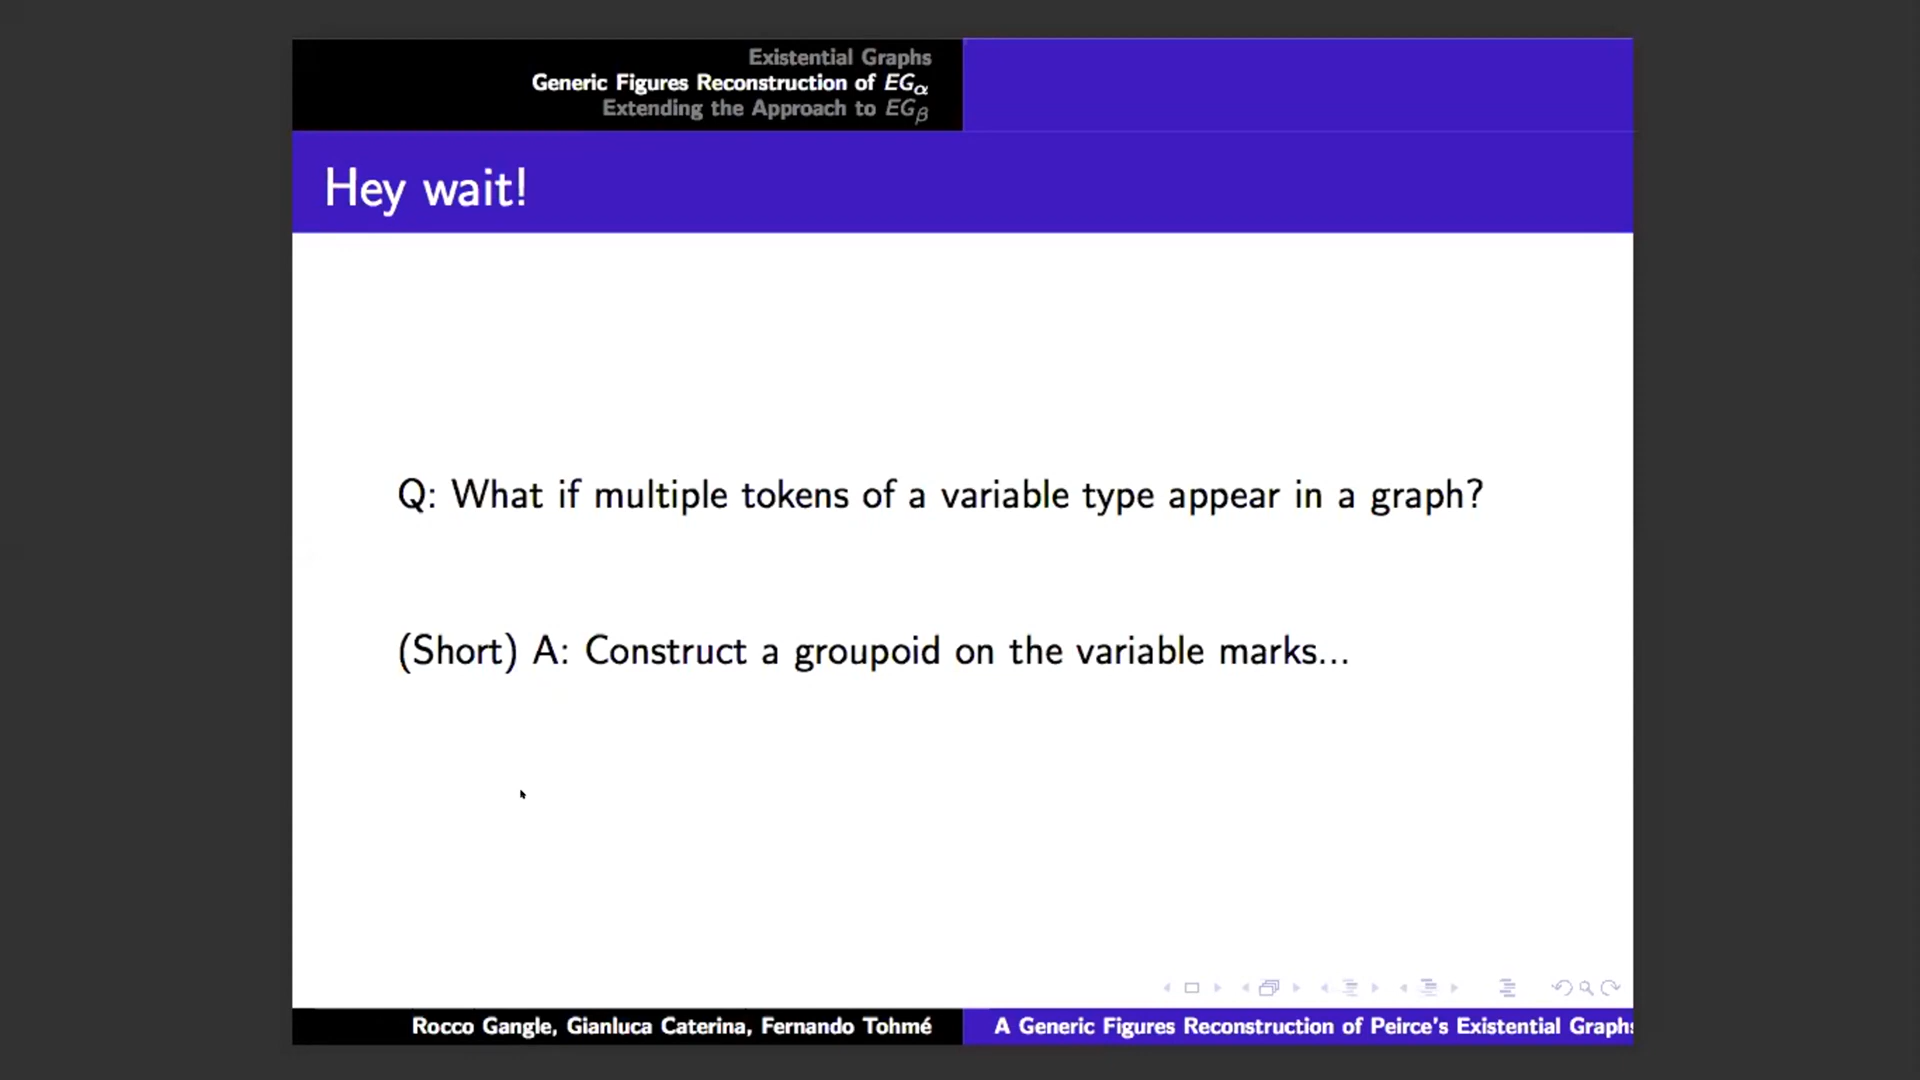 Existential Graphs
Generic Figures Reconstruction of EGα
Extending the Approach to EGβ
Hey wait!
Q: What if multiple tokens of a variable type appear in a graph?
(Short) A: Construct a groupoid on the variable marks...
Rocco Gangle, Gianluca Caterina, Fernando Tohmé
A Generic Figures Reconstruction of Peirce's Existential Graphs